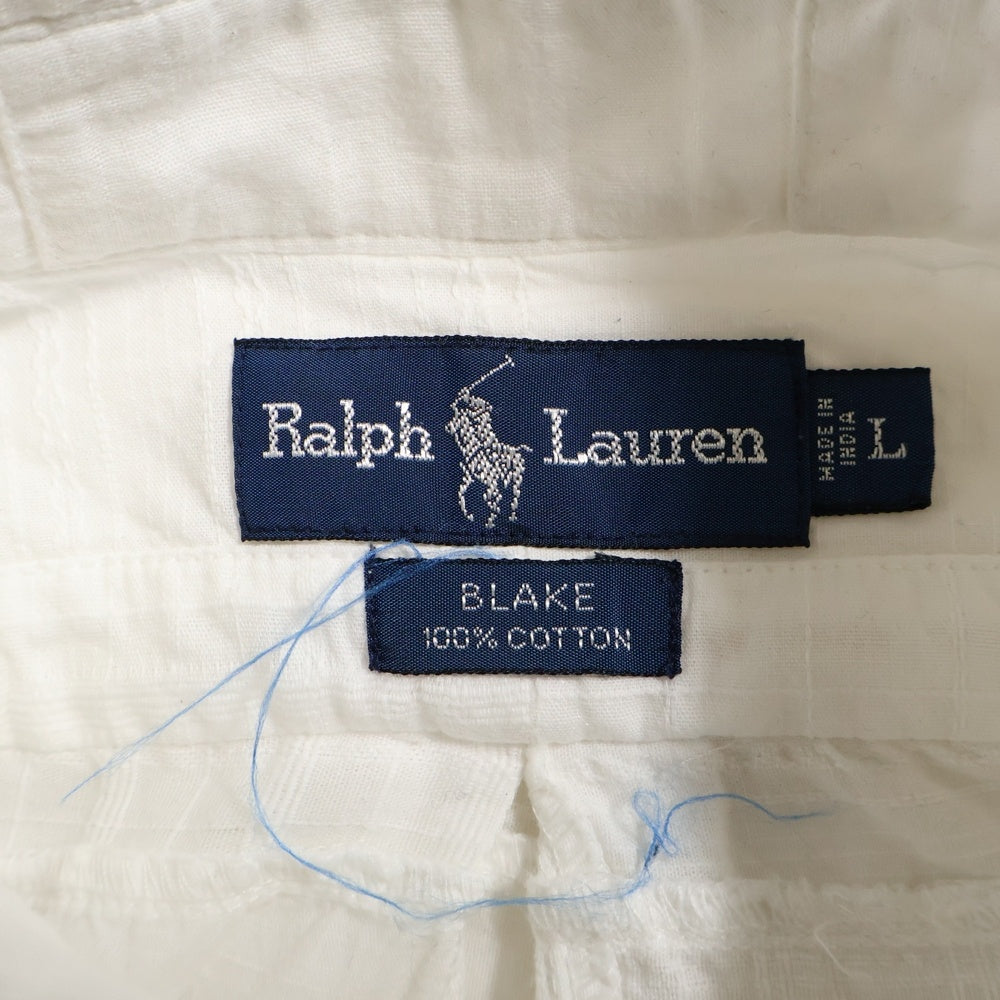 Ralph Lauren
MADE IN
INDIA
L
BLAKE
100% COTTON